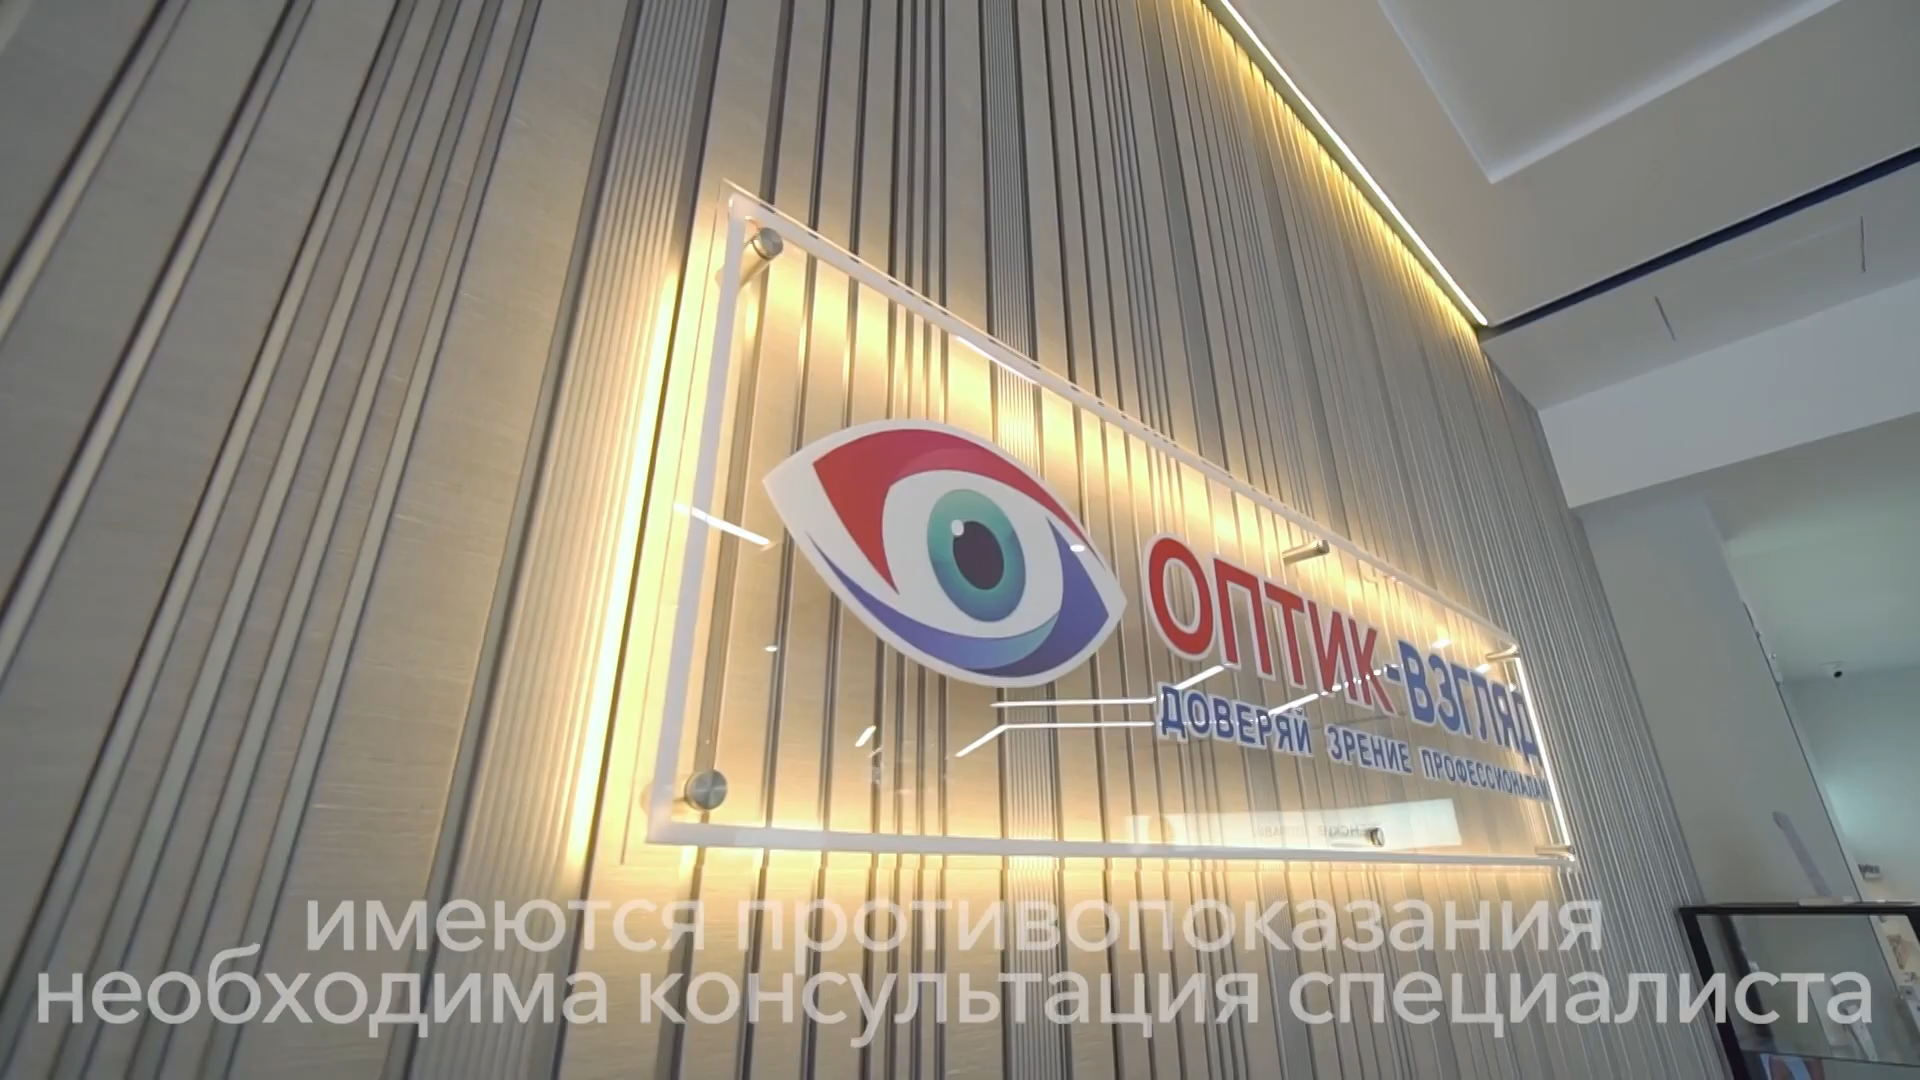 ОПТИК-ВЗГЛЯД
ДОВЕРЯЙ ЗРЕНИЕ ПРОФЕССИОНАЛАМ
имеются противопоказания
необходима консультация специалиста